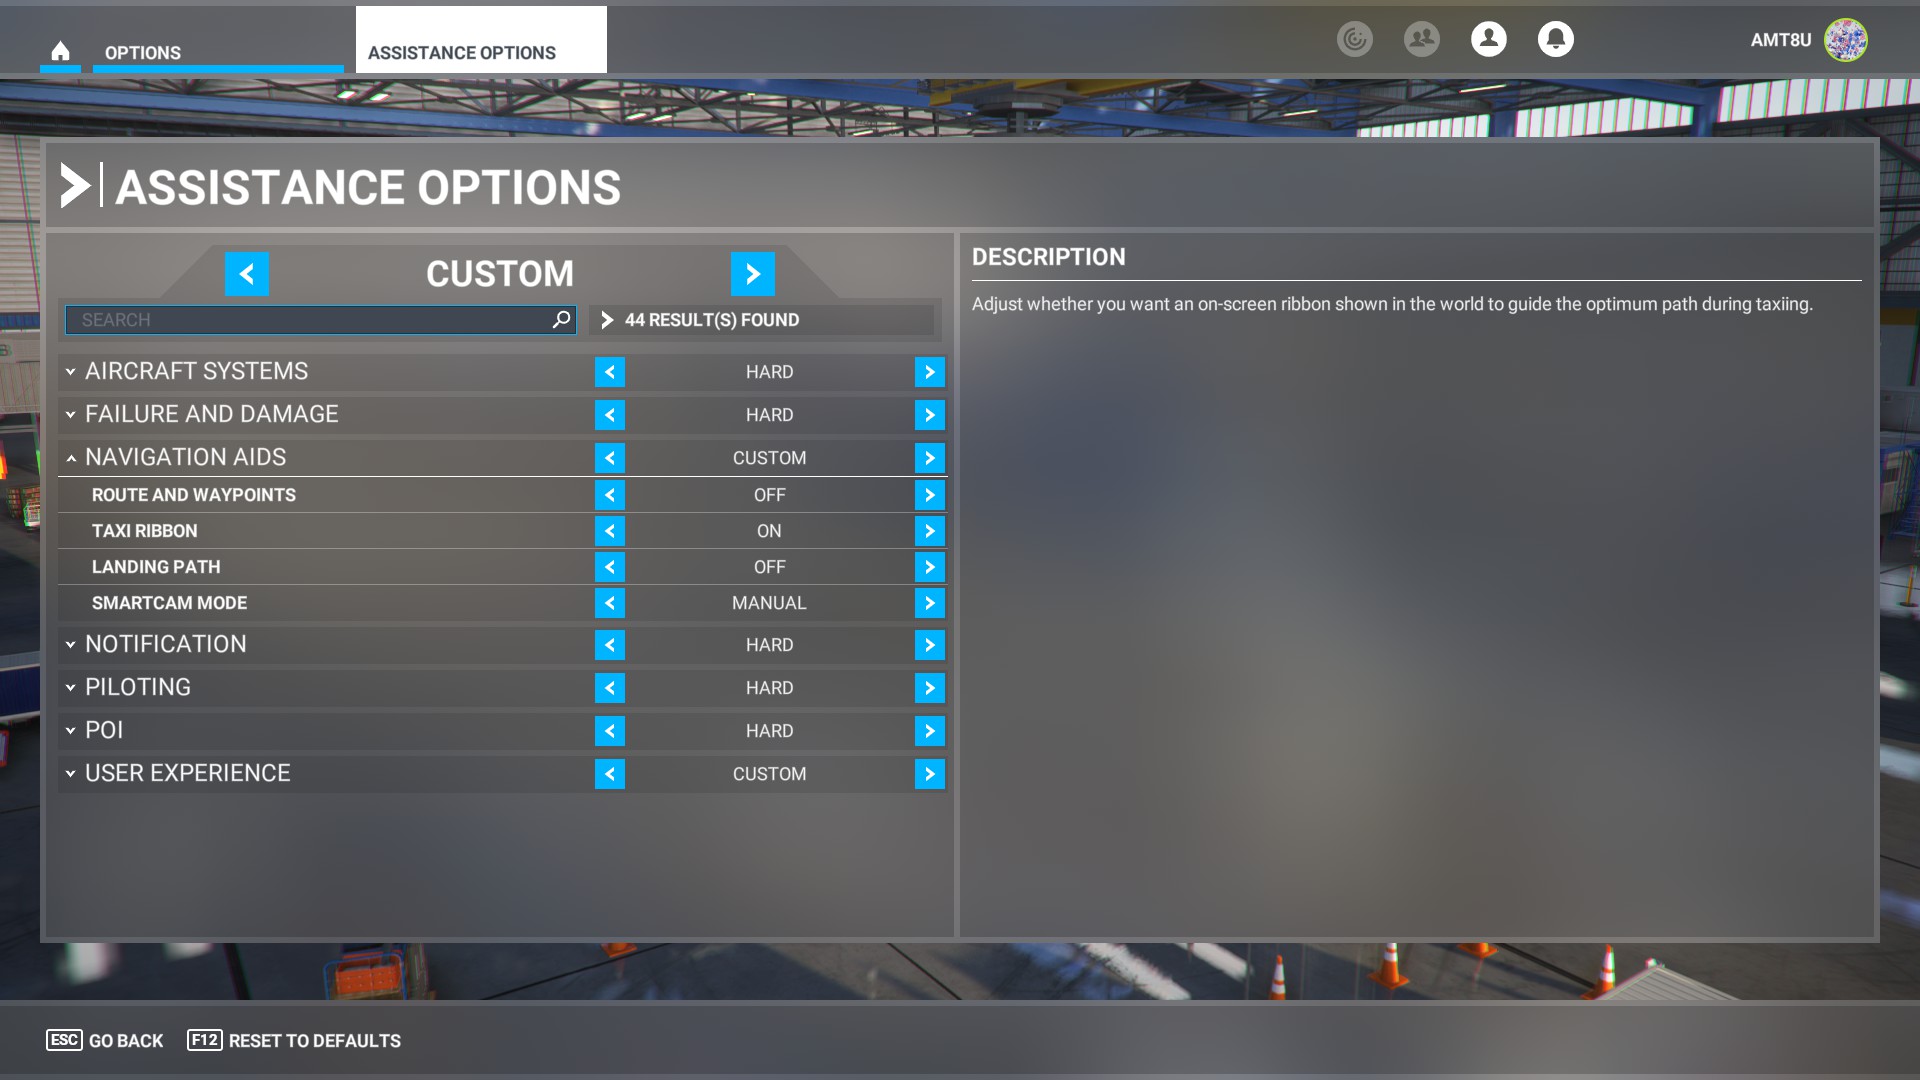 OPTIONS
ASSISTANCE OPTIONS
AMT8U
ASSISTANCE OPTIONS
CUSTOM
SEARCH
44 RESULT(S) FOUND
AIRCRAFT SYSTEMS HARD
FAILURE AND DAMAGE HARD
NAVIGATION AIDS CUSTOM
ROUTE AND WAYPOINTS OFF
TAXI RIBBON ON
LANDING PATH OFF
SMARTCAM MODE MANUAL
NOTIFICATION HARD
PILOTING HARD
POI HARD
USER EXPERIENCE CUSTOM
DESCRIPTION
Adjust whether you want an on-screen ribbon shown in the world to guide the optimum path during taxiing.
ESC GO BACK F12 RESET TO DEFAULTS